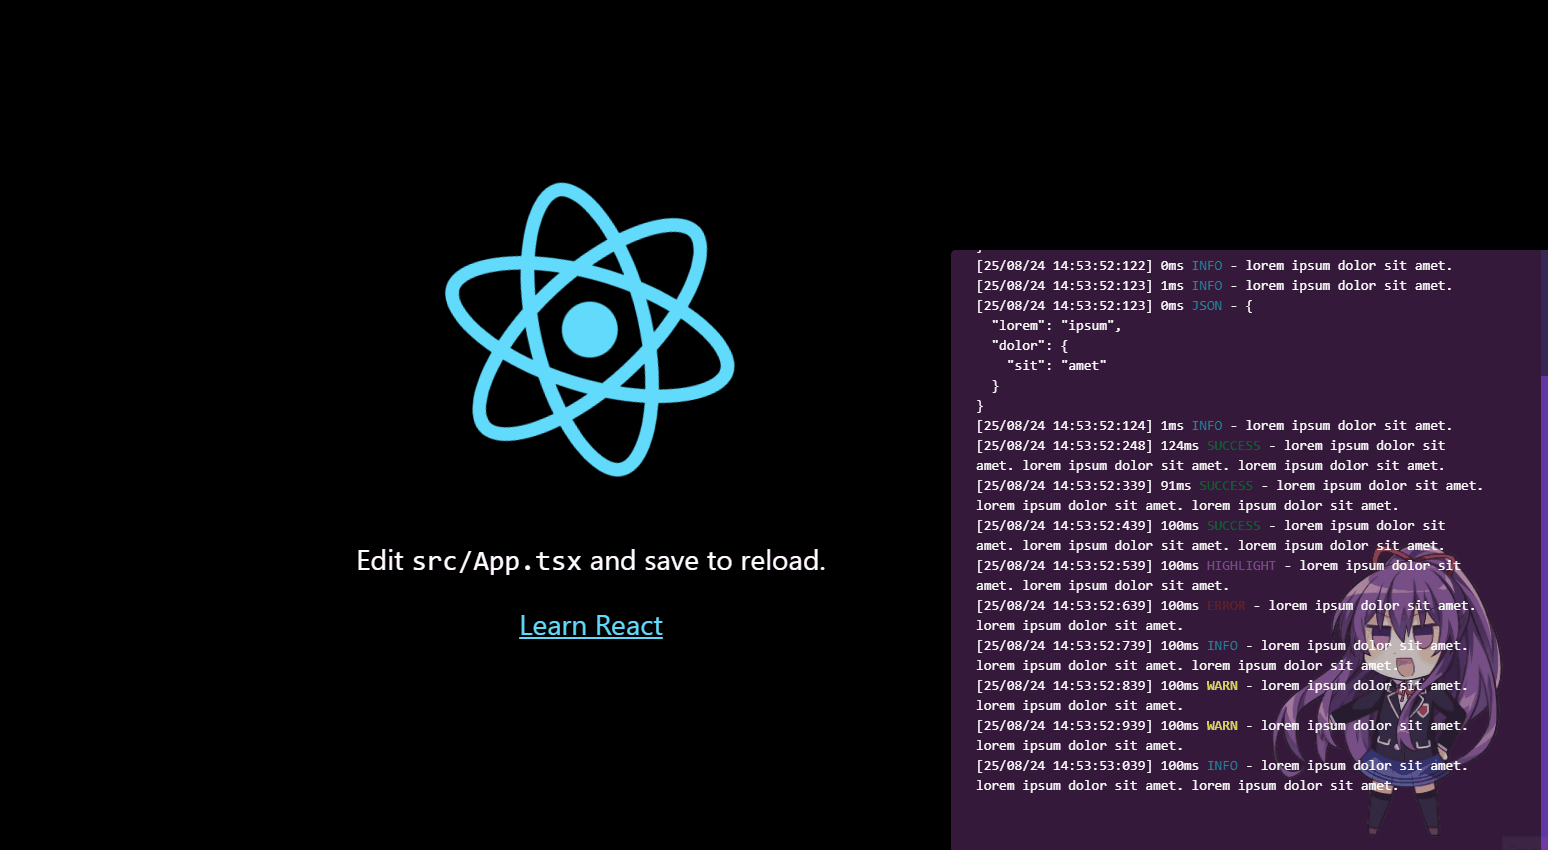 Edit src/App.tsx and save to reload.
Learn React
[25/08/24 14:53:52:122] 0ms INFO - lorem ipsum dolor sit amet.
[25/08/24 14:53:52:123] 1ms INFO - lorem ipsum dolor sit amet.
[25/08/24 14:53:52:123] 0ms JSON - {
  "lorem": "ipsum",
  "dolor": {
    "sit": "amet"
  }
}
[25/08/24 14:53:52:124] 1ms INFO - lorem ipsum dolor sit amet.
[25/08/24 14:53:52:248] 124ms SUCCESS - lorem ipsum dolor sit
amet. lorem ipsum dolor sit amet. lorem ipsum dolor sit amet.
[25/08/24 14:53:52:339] 91ms SUCCESS - lorem ipsum dolor sit amet.
lorem ipsum dolor sit amet. lorem ipsum dolor sit amet.
[25/08/24 14:53:52:439] 100ms SUCCESS - lorem ipsum dolor sit
amet. lorem ipsum dolor sit amet. lorem ipsum dolor sit amet.
[25/08/24 14:53:52:539] 100ms HIGHLIGHT - lorem ipsum dolor sit
amet. lorem ipsum dolor sit amet.
[25/08/24 14:53:52:639] 100ms ERROR - lorem ipsum dolor sit amet.
lorem ipsum dolor sit amet.
[25/08/24 14:53:52:739] 100ms INFO - lorem ipsum dolor sit amet.
lorem ipsum dolor sit amet. lorem ipsum dolor sit amet.
[25/08/24 14:53:52:839] 100ms WARN - lorem ipsum dolor sit amet.
lorem ipsum dolor sit amet.
[25/08/24 14:53:52:939] 100ms WARN - lorem ipsum dolor sit amet.
lorem ipsum dolor sit amet.
[25/08/24 14:53:53:039] 100ms INFO - lorem ipsum dolor sit amet.
lorem ipsum dolor sit amet. lorem ipsum dolor sit amet.